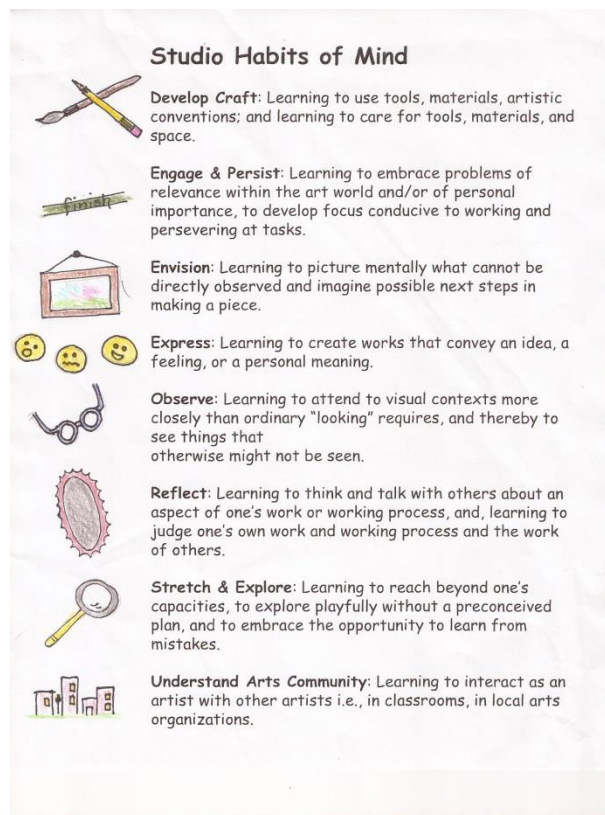 Studio Habits of Mind
Develop Craft: Learning to use tools, materials, artistic
conventions; and learning to care for tools, materials, and
space.
Engage & Persist: Learning to embrace problems of
relevance within the art world and/or of personal
importance, to develop focus conducive to working and
persevering at tasks.
finish
Envision: Learning to picture mentally what cannot be
directly observed and imagine possible next steps in
making a piece.
Express: Learning to create works that convey an idea, a
feeling, or a personal meaning.
Observe: Learning to attend to visual contexts more
closely than ordinary “looking” requires, and thereby to
see things that
otherwise might not be seen.
Reflect: Learning to think and talk with others about an
aspect of one’s work or working process, and, learning to
judge one’s own work and working process and the work
of others.
Stretch & Explore: Learning to reach beyond one’s
capacities, to explore playfully without a preconceived
plan, and to embrace the opportunity to learn from
mistakes.
Understand Arts Community: Learning to interact as an
artist with other artists i.e., in classrooms, in local arts
organizations.